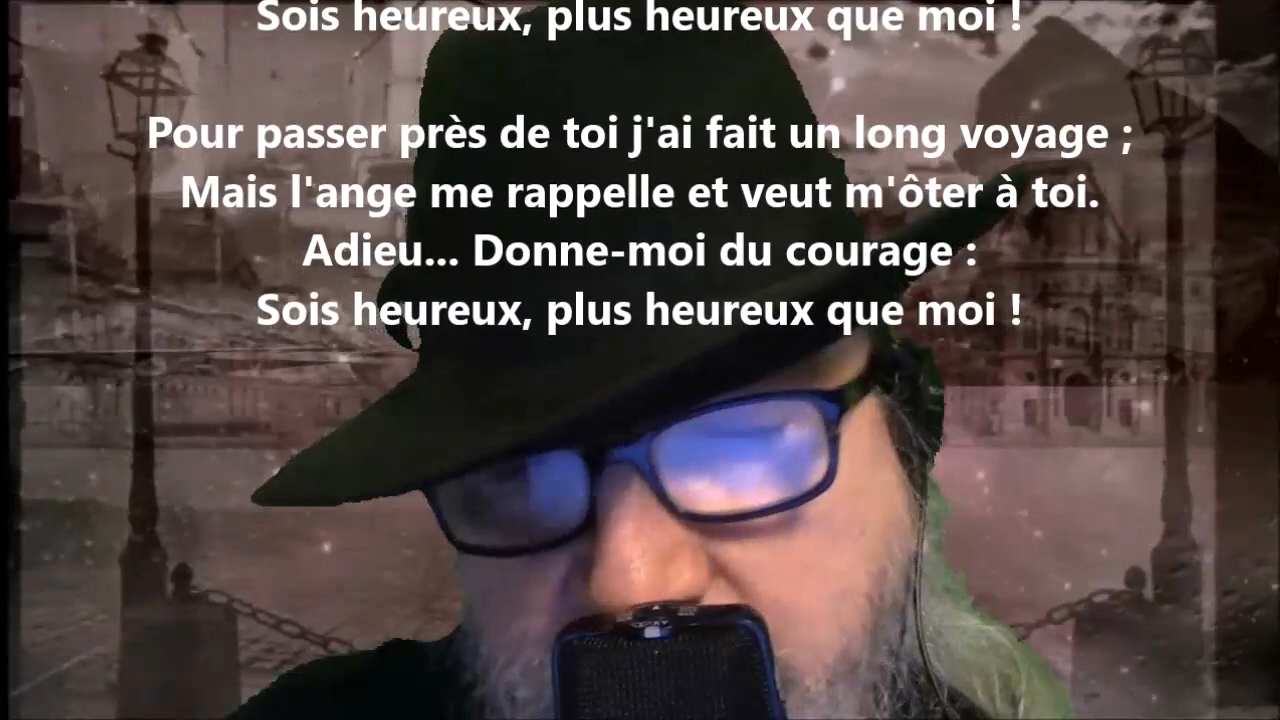 Sois heureux, plus heureux que moi !
Pour passer près de toi j'ai fait un long voyage ;
Mais l'ange me rappelle et veut m'ôter à toi.
Adieu... Donne-moi du courage :
Sois heureux, plus heureux que moi !